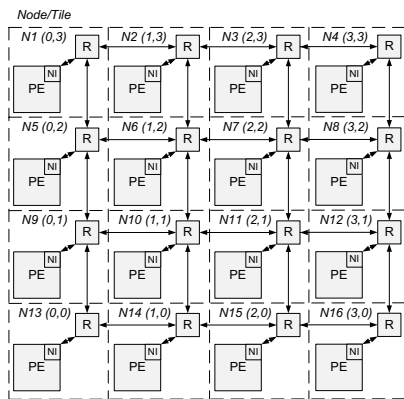 Node/Tile
N1 (0,3) N2 (1,3) N3 (2,3) N4 (3,3)
R R R R
NI NI NI NI
PE PE PE PE
N5 (0,2) N6 (1,2) N7 (2,2) N8 (3,2)
R R R R
NI NI NI NI
PE PE PE PE
N9 (0,1) N10 (1,1) N11 (2,1) N12 (3,1)
R R R R
NI NI NI NI
PE PE PE PE
N13 (0,0) N14 (1,0) N15 (2,0) N16 (3,0)
R R R R
NI NI NI NI
PE PE PE PE